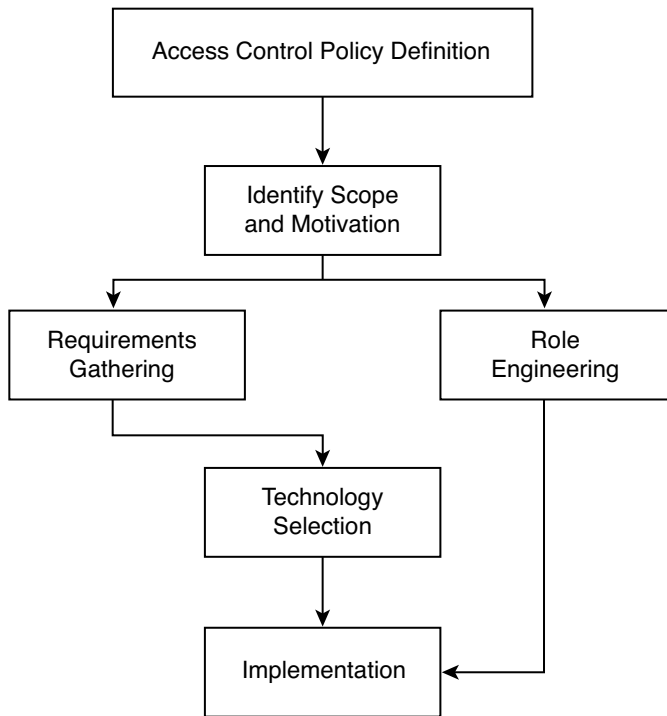 Access Control Policy Definition
Identify Scope
and Motivation
Requirements
Gathering
Role
Engineering
Technology
Selection
Implementation